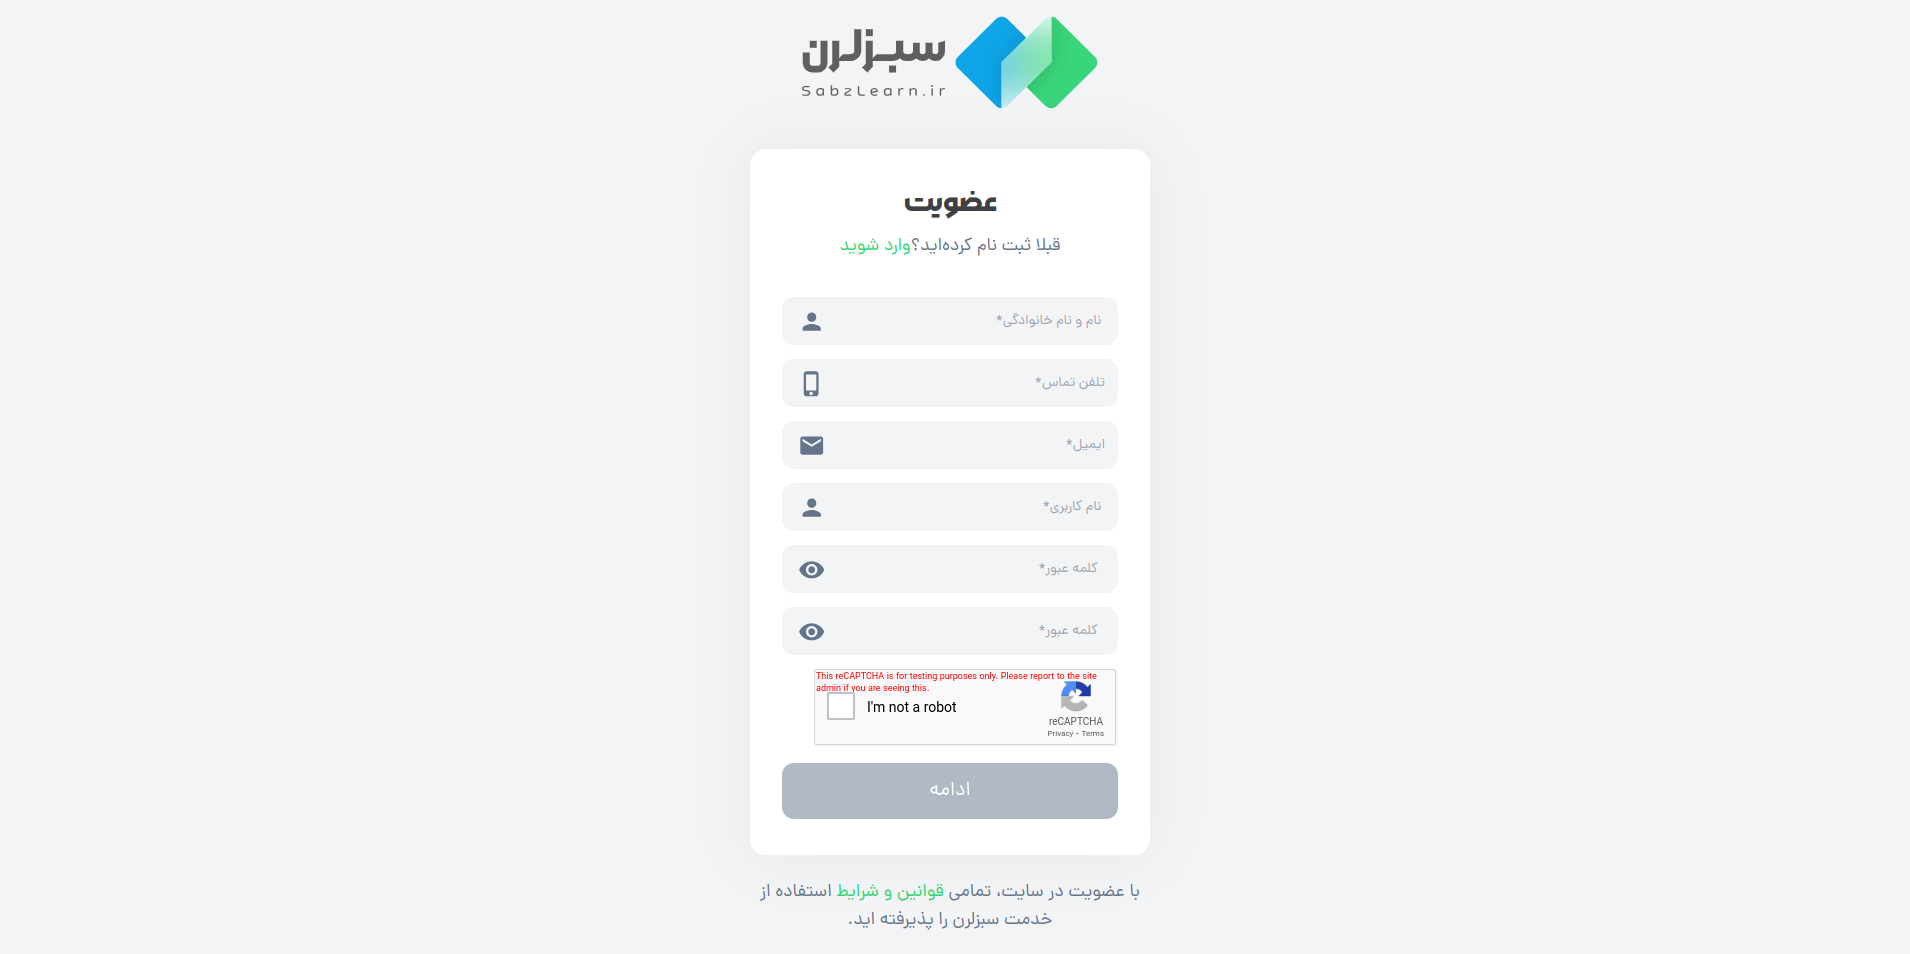 سبزلرن
SabzLearn.ir
عضویت
قبلا ثبت نام کرده‌اید؟وارد شوید
نام و نام خانوادگی*
تلفن تماس*
ایمیل*
نام کاربری*
کلمه عبور*
کلمه عبور*
This reCAPTCHA is for testing purposes only. Please report to the site
admin if you are seeing this.
I'm not a robot
reCAPTCHA
Privacy - Terms
ادامه
با عضویت در سایت، تمامی قوانین و شرایط استفاده از
خدمت سبزلرن را پذیرفته اید.